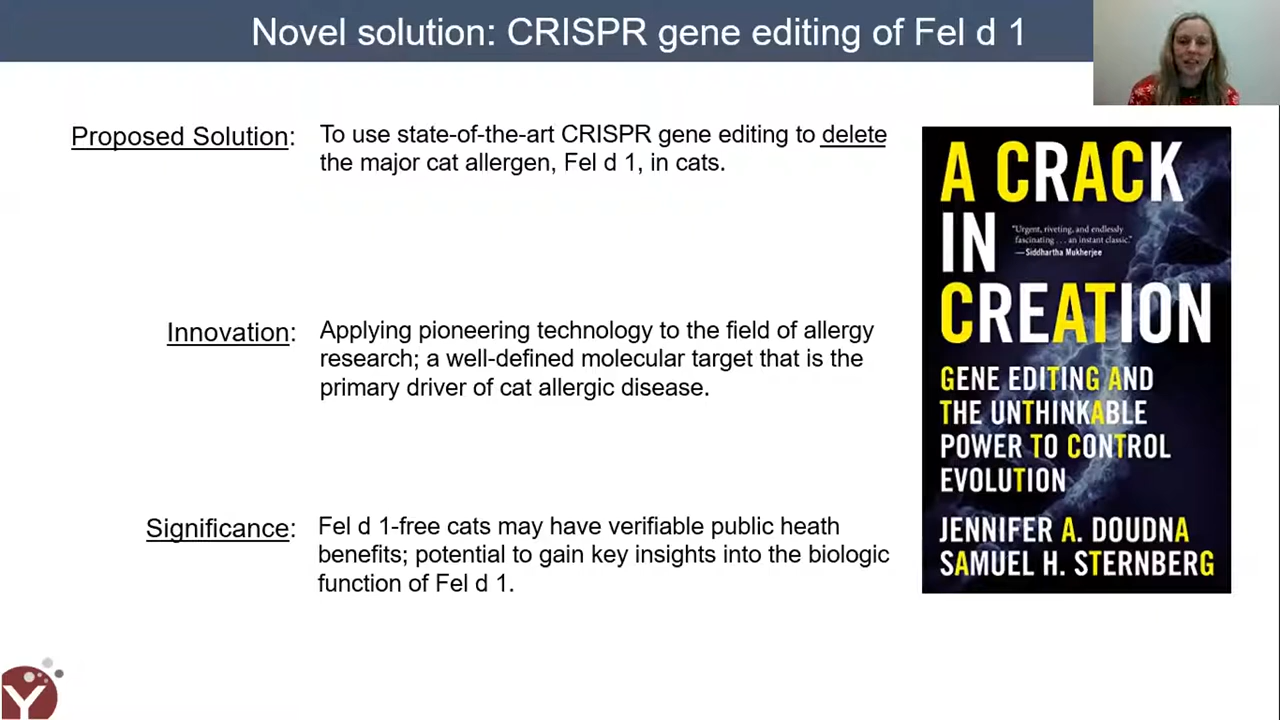 Novel solution: CRISPR gene editing of Fel d 1
Proposed Solution:
To use state-of-the-art CRISPR gene editing to delete
the major cat allergen, Fel d 1, in cats.
Innovation:
Applying pioneering technology to the field of allergy
research; a well-defined molecular target that is the
primary driver of cat allergic disease.
Significance:
Fel d 1-free cats may have verifiable public heath
benefits; potential to gain key insights into the biologic
function of Fel d 1.
A CRACK
IN
"Urgent, riveting, and endlessly
fascinating . . . an instant classic."
—Siddhartha Mukherjee
CREATION
GENE EDITING AND
THE UNTHINKABLE
POWER TO CONTROL
EVOLUTION
JENNIFER A. DOUDNA
SAMUEL H. STERNBERG
Y